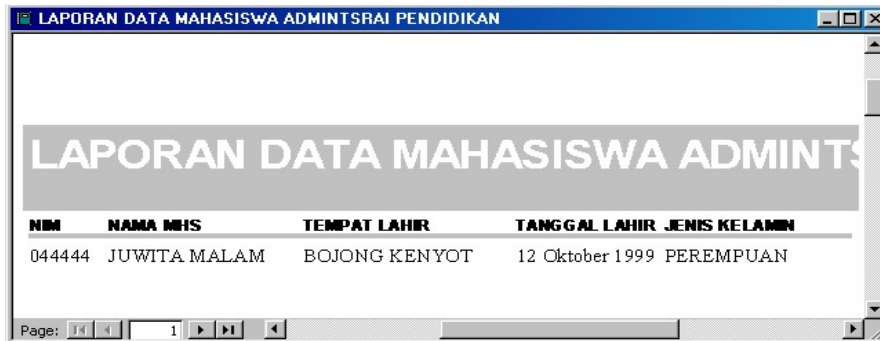 LAPORAN DATA MAHASISWA ADMINTSRAI PENDIDIKAN
LAPORAN DATA MAHASISWA ADMINTS
NIM NAMA MHS TEMPAT LAHIR TANGGAL LAHIR JENIS KELAMIN
044444 JUWITA MALAM BOJONG KENYOT 12 Oktober 1999 PEREMPUAN
Page: 1